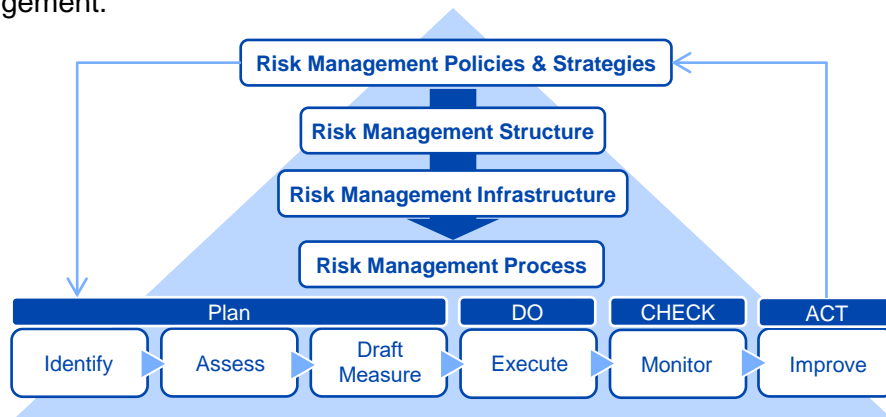 gement.
Risk Management Policies & Strategies
Risk Management Structure
Risk Management Infrastructure
Risk Management Process
Plan
DO
CHECK
ACT
Identify
Assess
Draft
Measure
Execute
Monitor
Improve